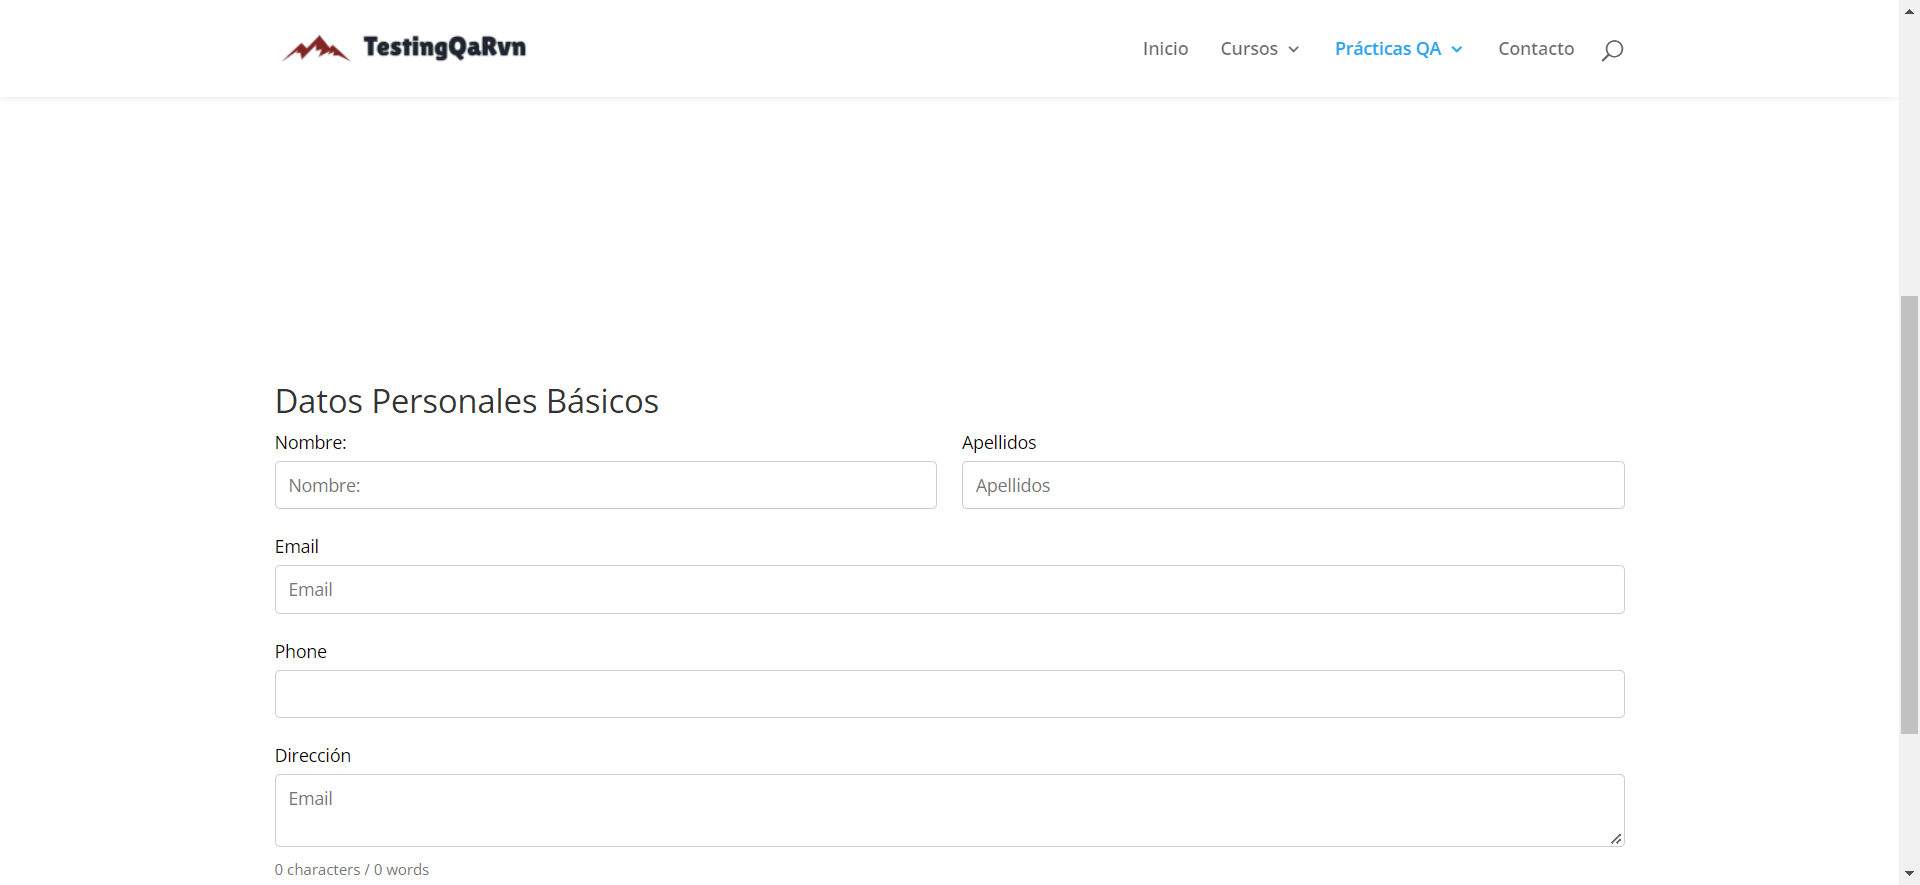 TestingQaRvn
Inicio Cursos Prácticas QA Contacto
Datos Personales Básicos
Nombre: Apellidos
Nombre: Apellidos
Email
Email
Phone
Dirección
Email
0 characters / 0 words